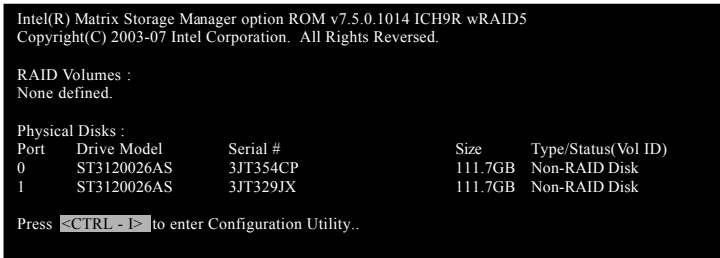 Intel(R) Matrix Storage Manager option ROM v7.5.0.1014 ICH9R wRAID5
Copyright(C) 2003-07 Intel Corporation. All Rights Reversed.
RAID Volumes :
None defined.
Physical Disks :
Port Drive Model Serial # Size Type/Status(Vol ID)
0 ST3120026AS 3JT354CP 111.7GB Non-RAID Disk
1 ST3120026AS 3JT329JX 111.7GB Non-RAID Disk
Press <CTRL - I> to enter Configuration Utility..